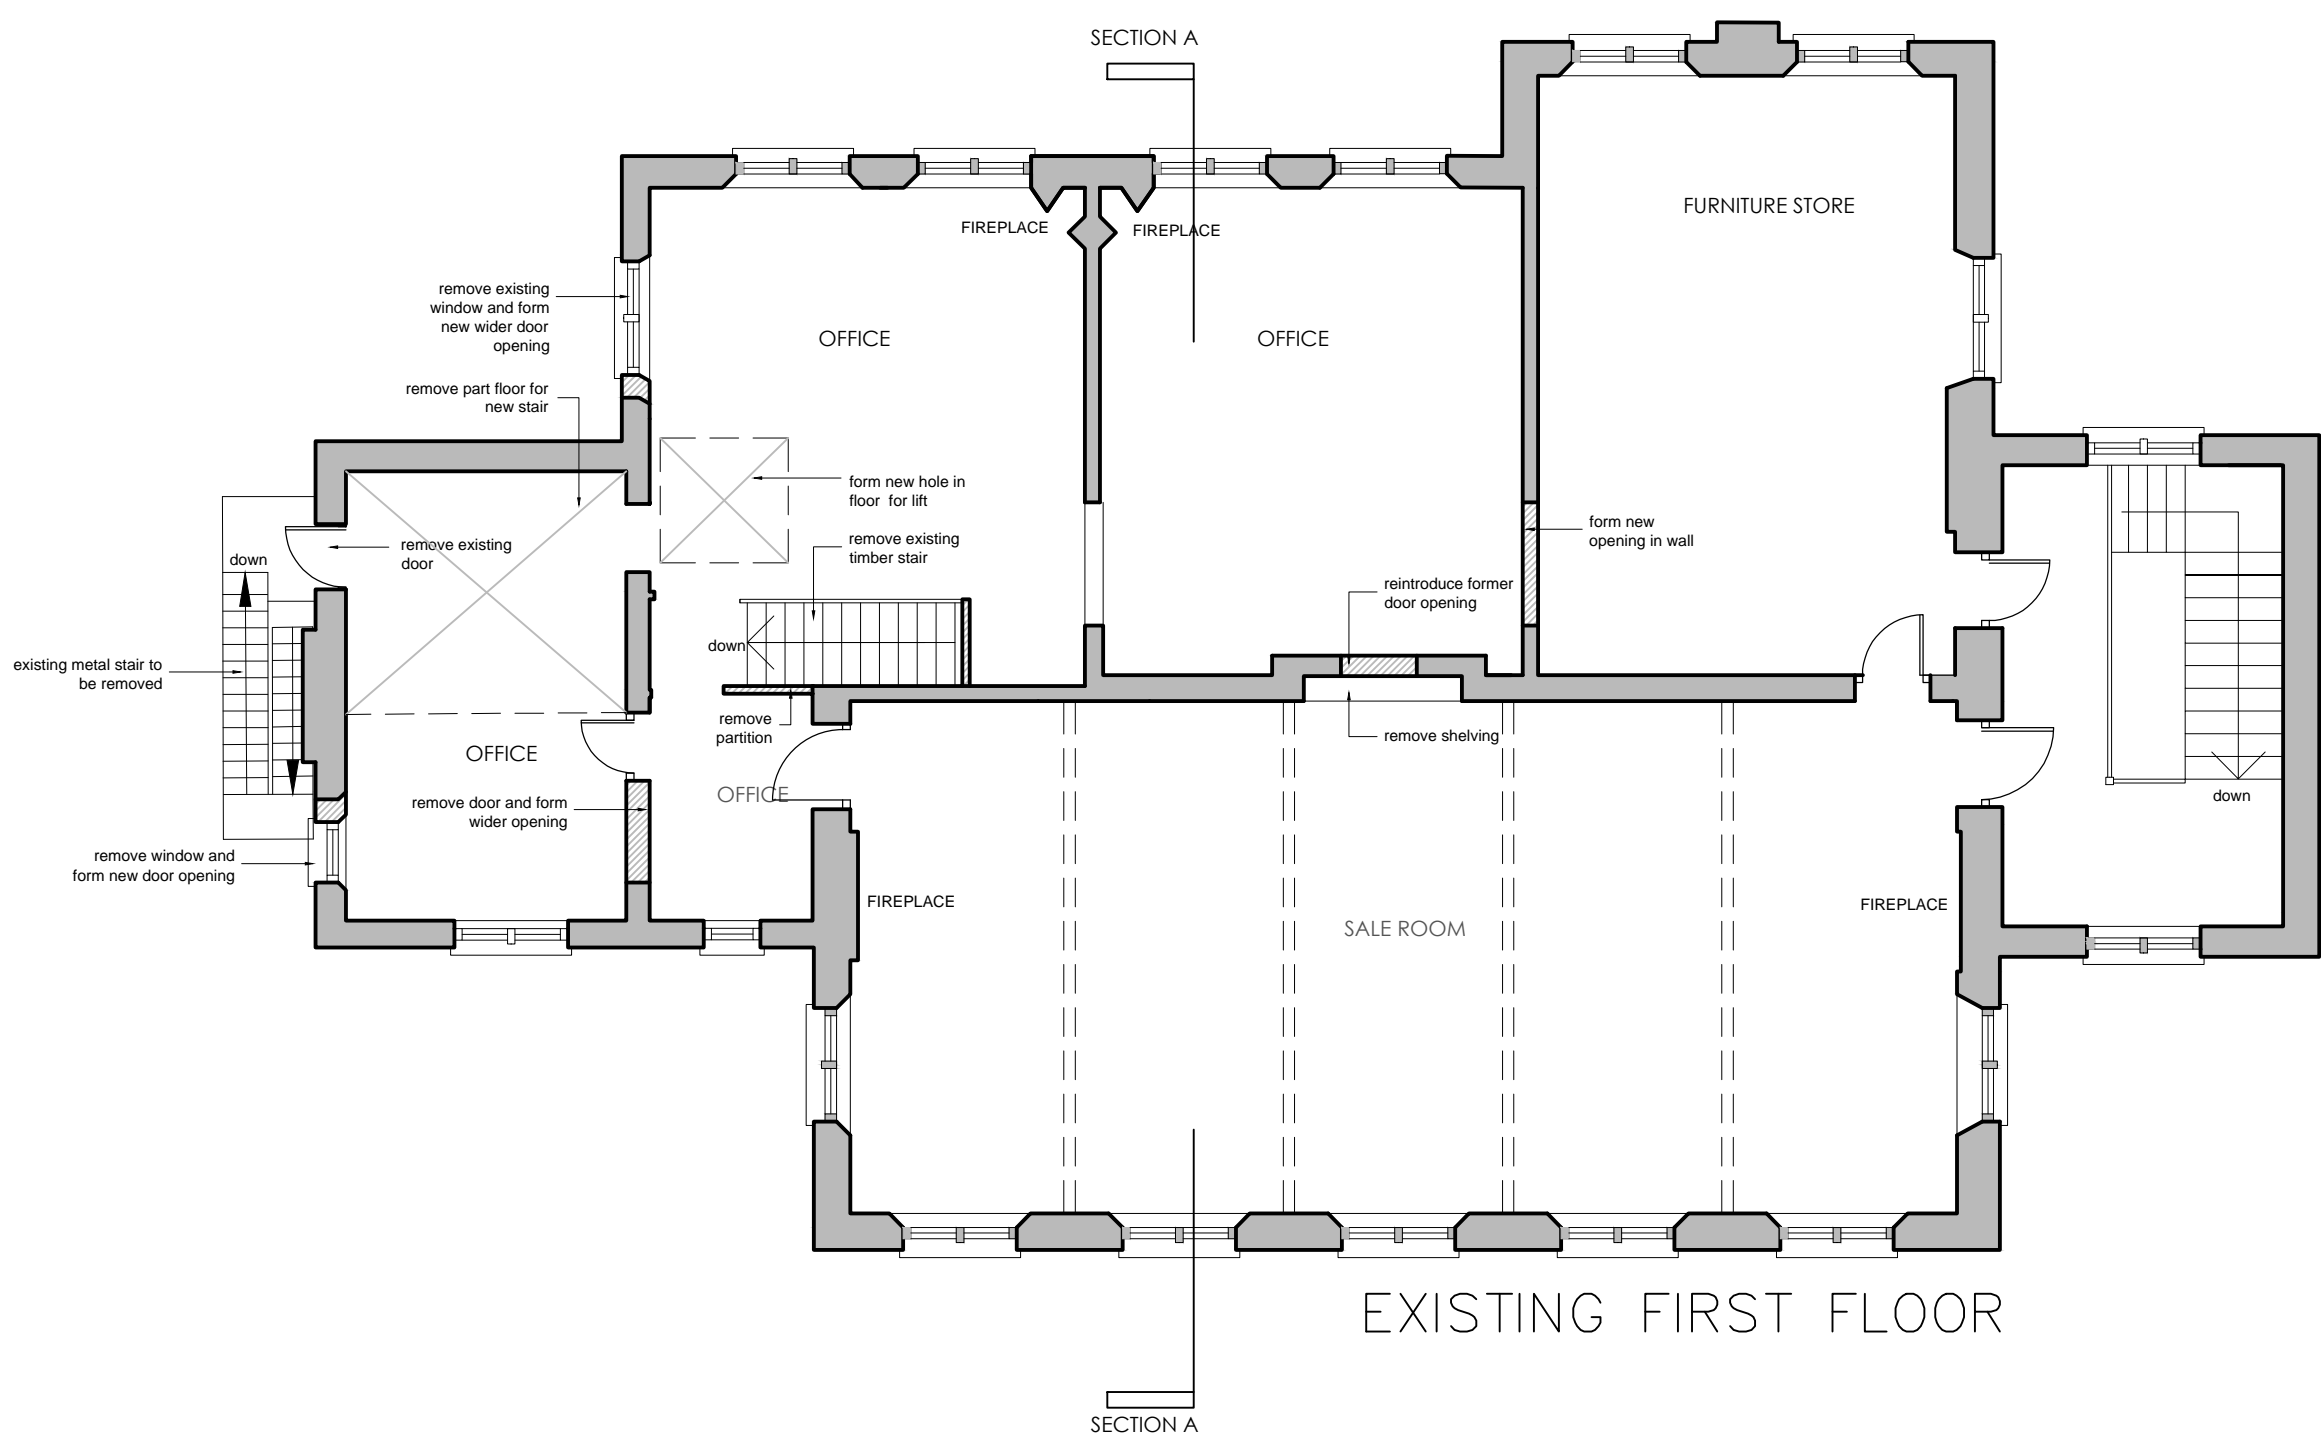 SECTION A
FURNITURE STORE
FIREPLACE
FIREPLACE
remove existing
window and form
new wider door
opening
OFFICE
OFFICE
remove part floor for
new stair
form new hole in
floor for lift
remove existing
timber stair
form new
opening in wall
remove existing
door
down
reintroduce former
door opening
down
existing metal stair to
be removed
remove
partition
remove shelving
OFFICE
OFFICE
down
remove door and form
wider opening
remove window and
form new door opening
FIREPLACE
FIREPLACE
SALE ROOM
EXISTING FIRST FLOOR
SECTION A